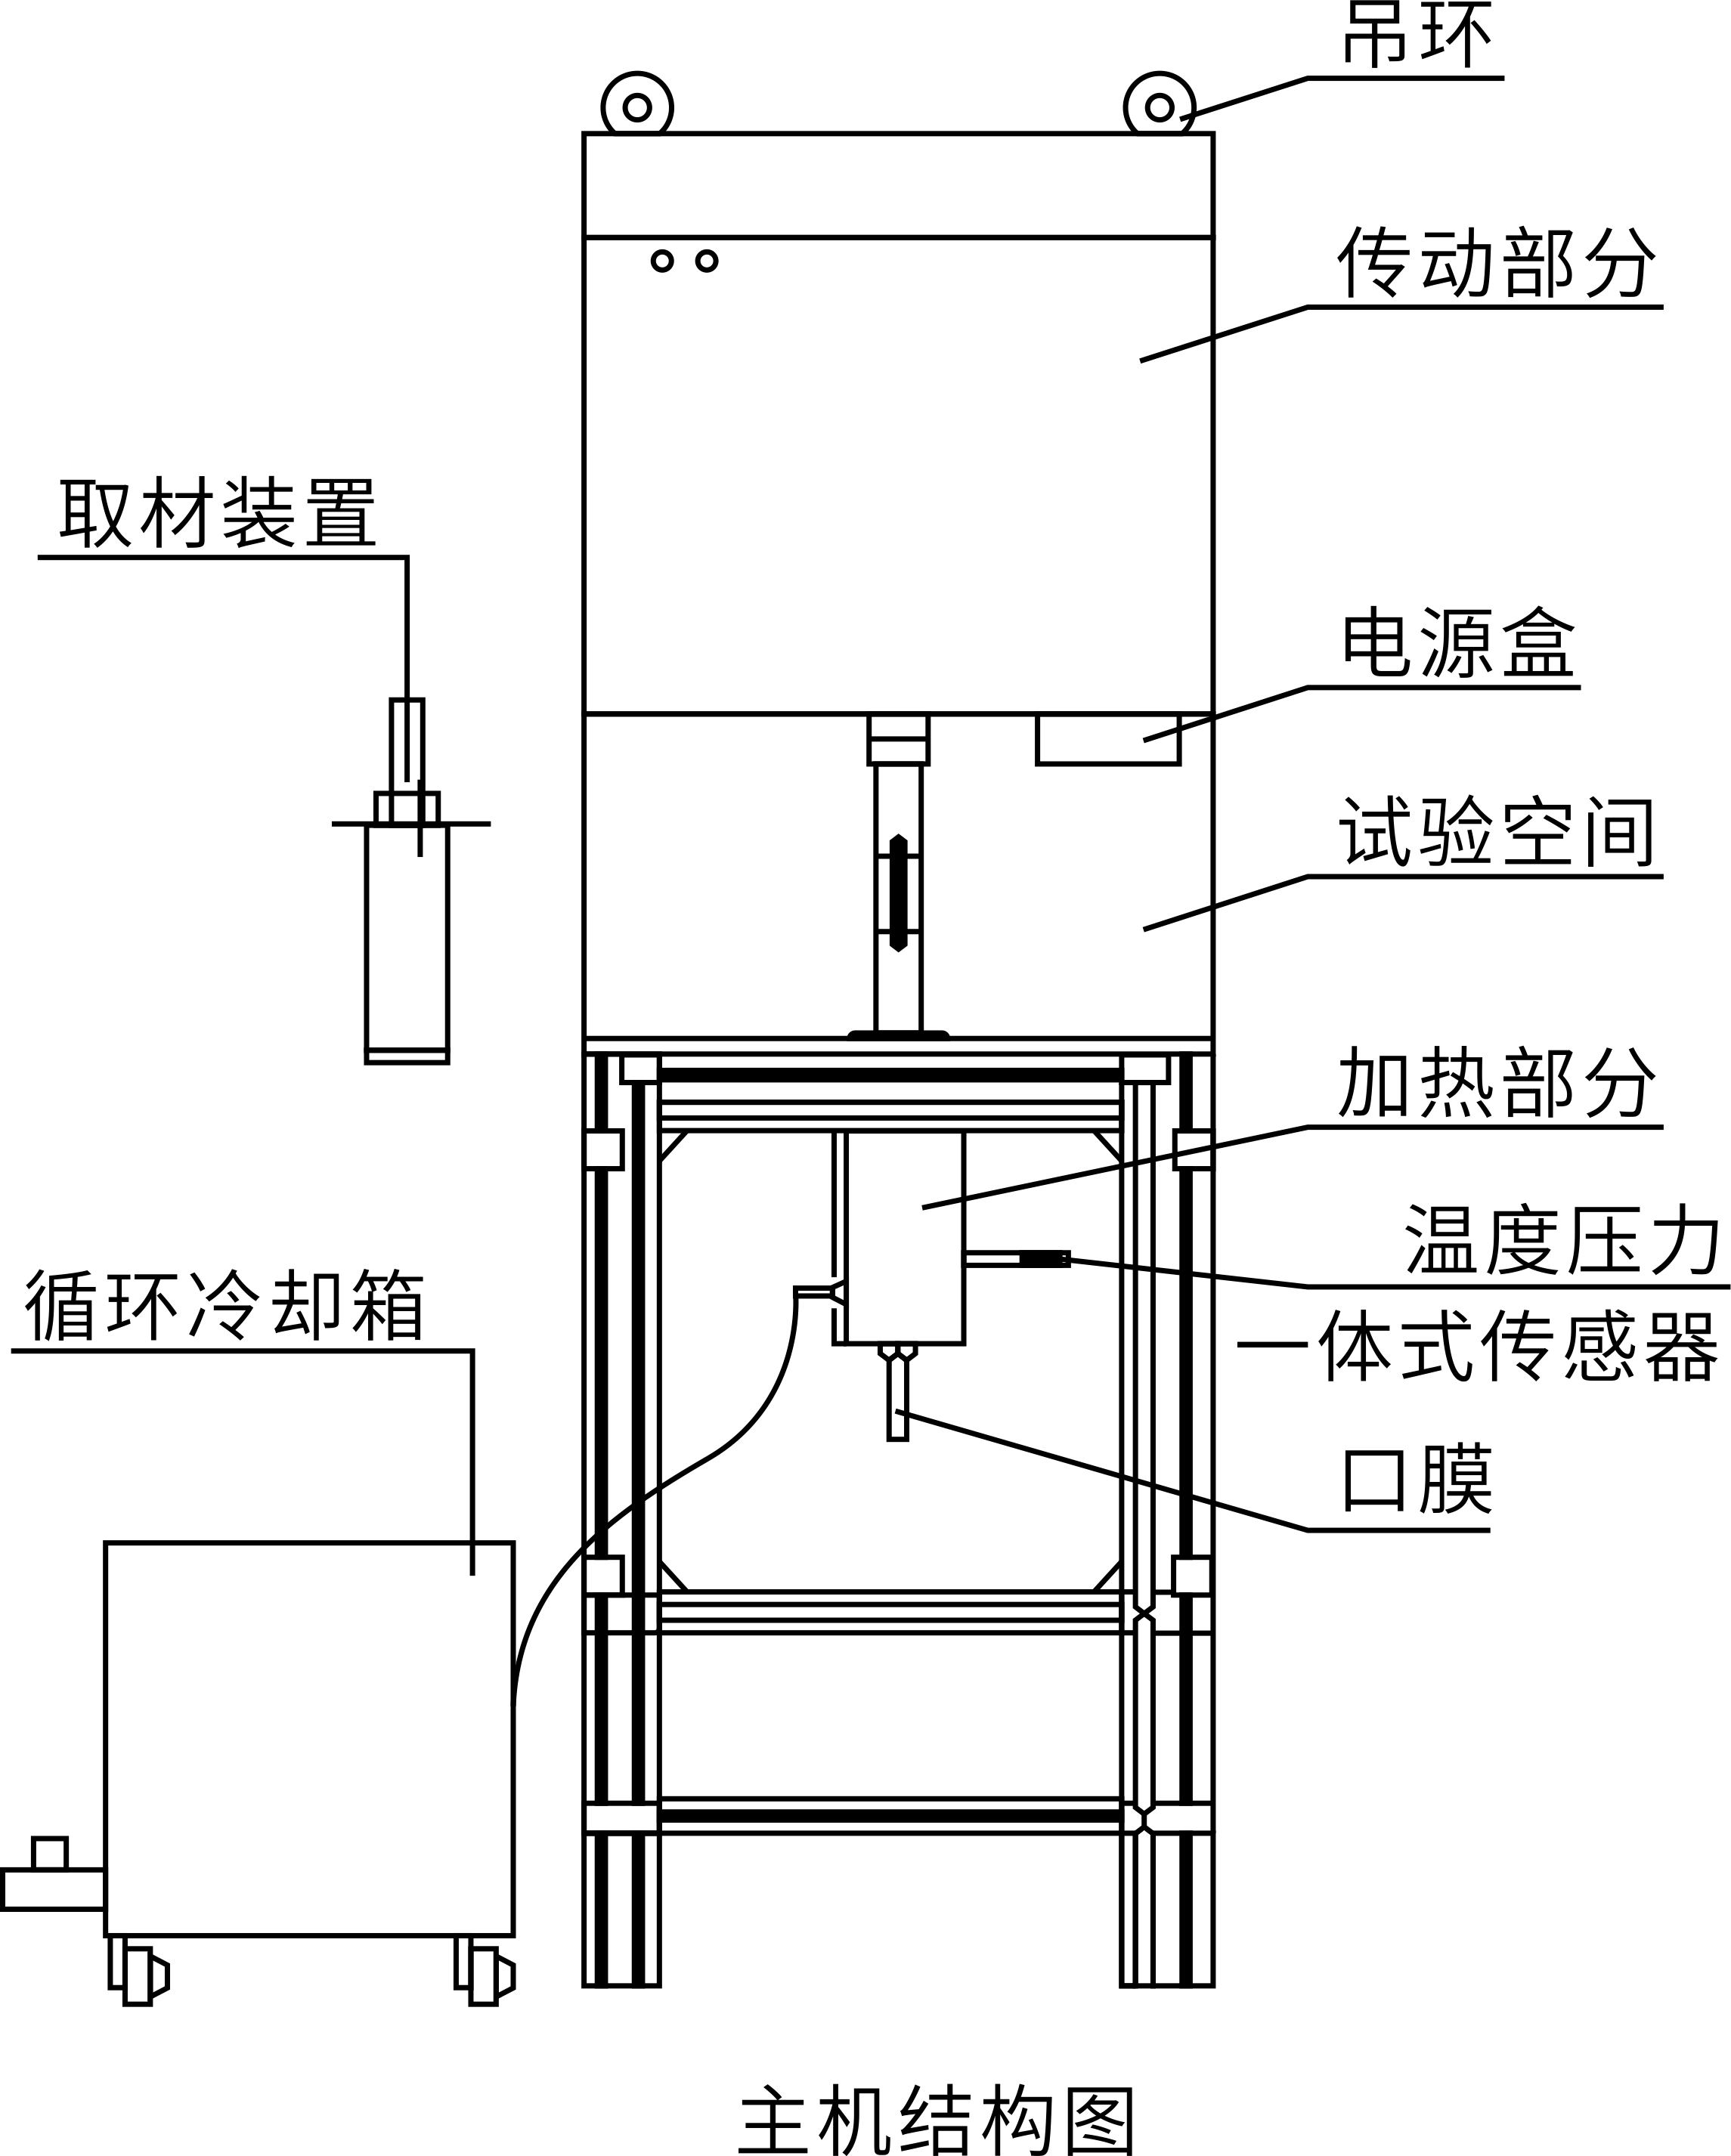 吊环
传动部分
取材装置
电源盒
试验空间
加热部分
温度压力
一体式传感器
循环冷却箱
口膜
主机结构图